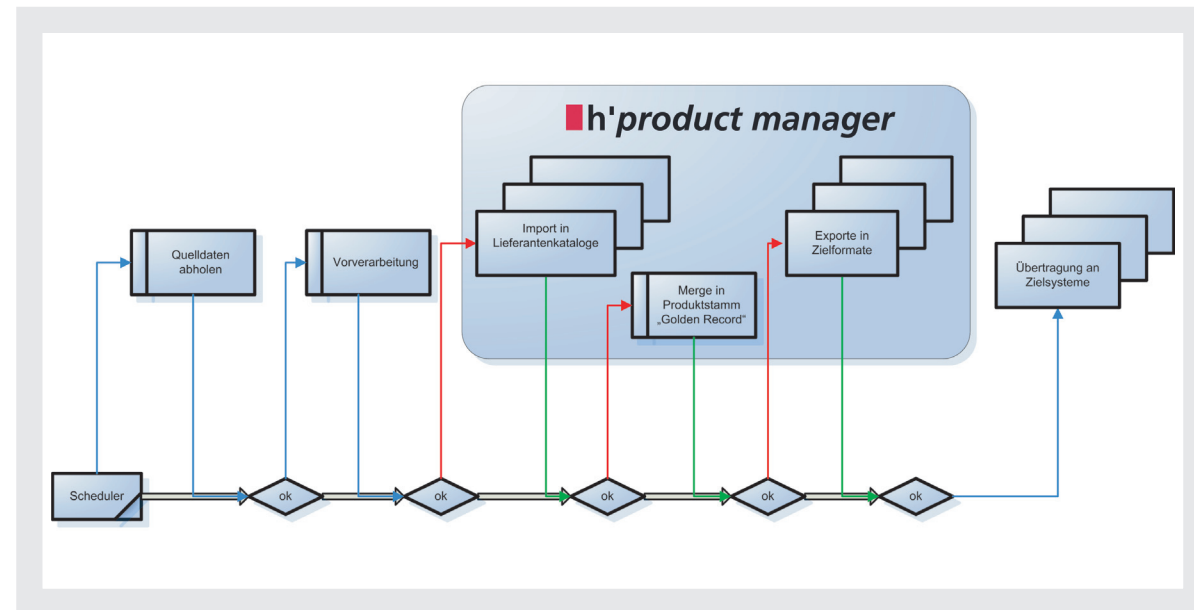 h'product manager
Import in
Lieferantenkataloge
Exporte in
Zielformate
Quelldaten
abholen
Vorverarbeitung
Merge in
Produktstamm
„Golden Record“
Übertragung an
Zielsysteme
Scheduler
ok
ok
ok
ok
ok